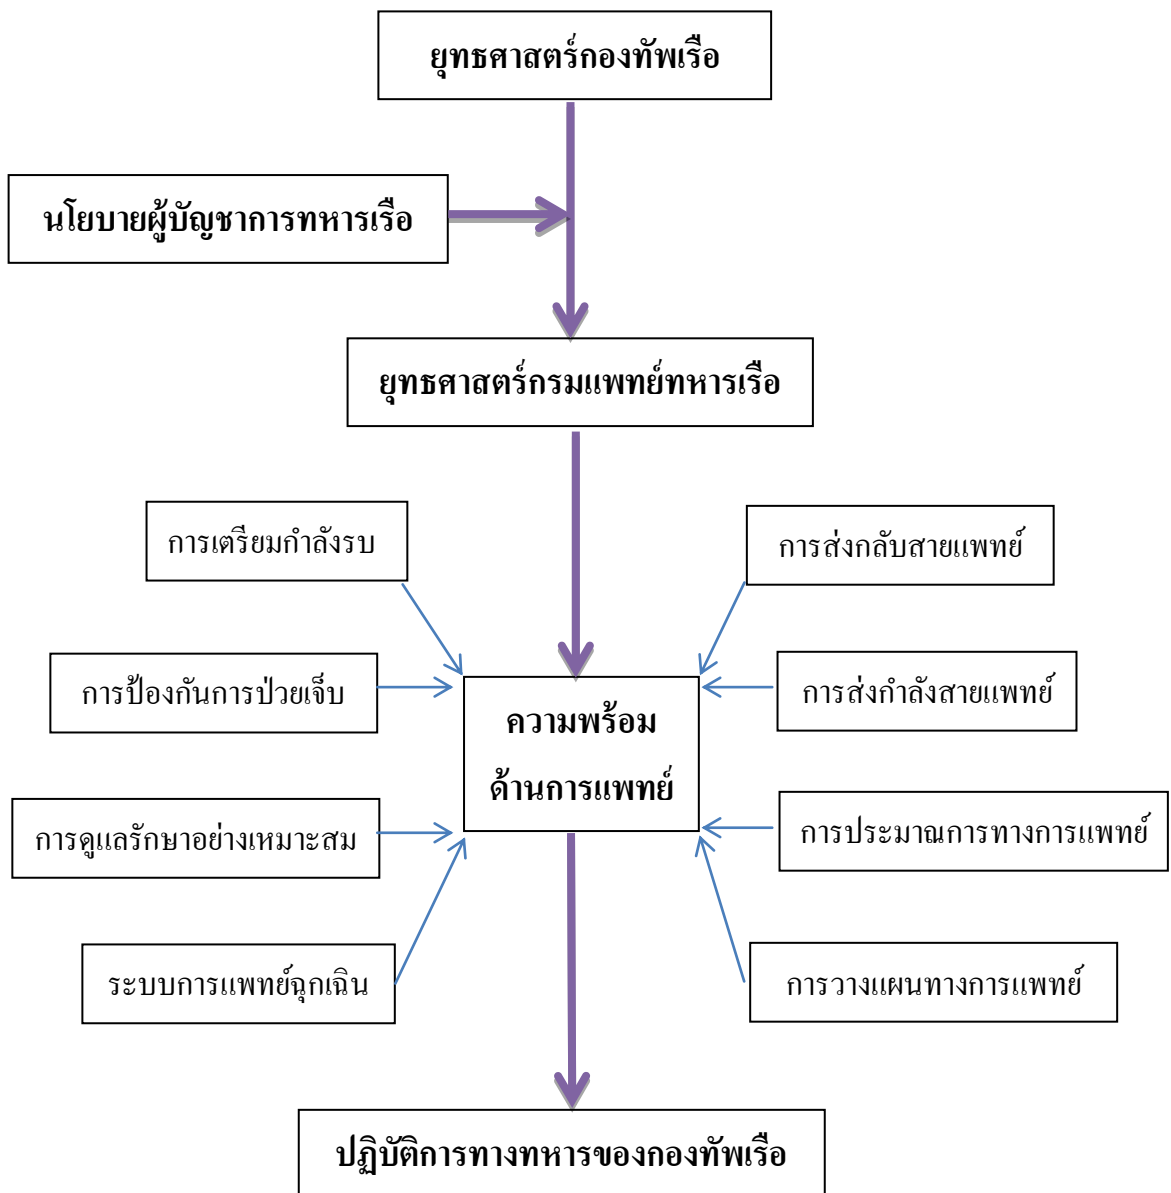 ยุทธศาสตร์กองทัพเรือ
นโยบายผู้บัญชาการทหารเรือ
ยุทธศาสตร์กรมแพทย์ทหารเรือ
การเตรียมกำลังรบ
การส่งกลับสายแพทย์
การป้องกันการป่วยเจ็บ
การส่งกำลังสายแพทย์
ความพร้อม
ด้านการแพทย์
การดูแลรักษาอย่างเหมาะสม
การประมาณการทางการแพทย์
ระบบการแพทย์ฉุกเฉิน
การวางแผนทางการแพทย์
ปฏิบัติการทางทหารของกองทัพเรือ